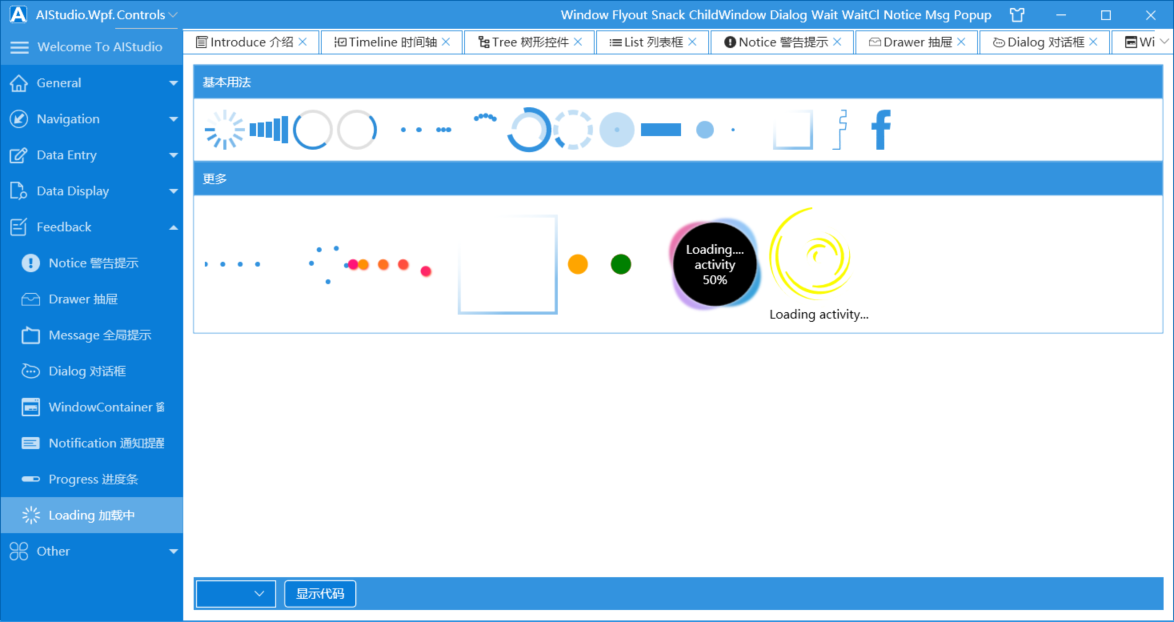 AIStudio.Wpf.Controls
Window Flyout Snack ChildWindow Dialog Wait WaitCl Notice Msg Popup
Welcome To AIStudio
General
Navigation
Data Entry
Data Display
Feedback
Notice 警告提示
Drawer 抽屉
Message 全局提示
Dialog 对话框
WindowContainer
Notification 通知提醒
Progress 进度条
Loading 加载中
Other
Introduce 介绍
Timeline 时间轴
Tree 树形控件
List 列表框
Notice 警告提示
Drawer 抽屉
Dialog 对话框
Wi
基本用法
更多
Loading....
activity
50%
Loading activity...
显示代码